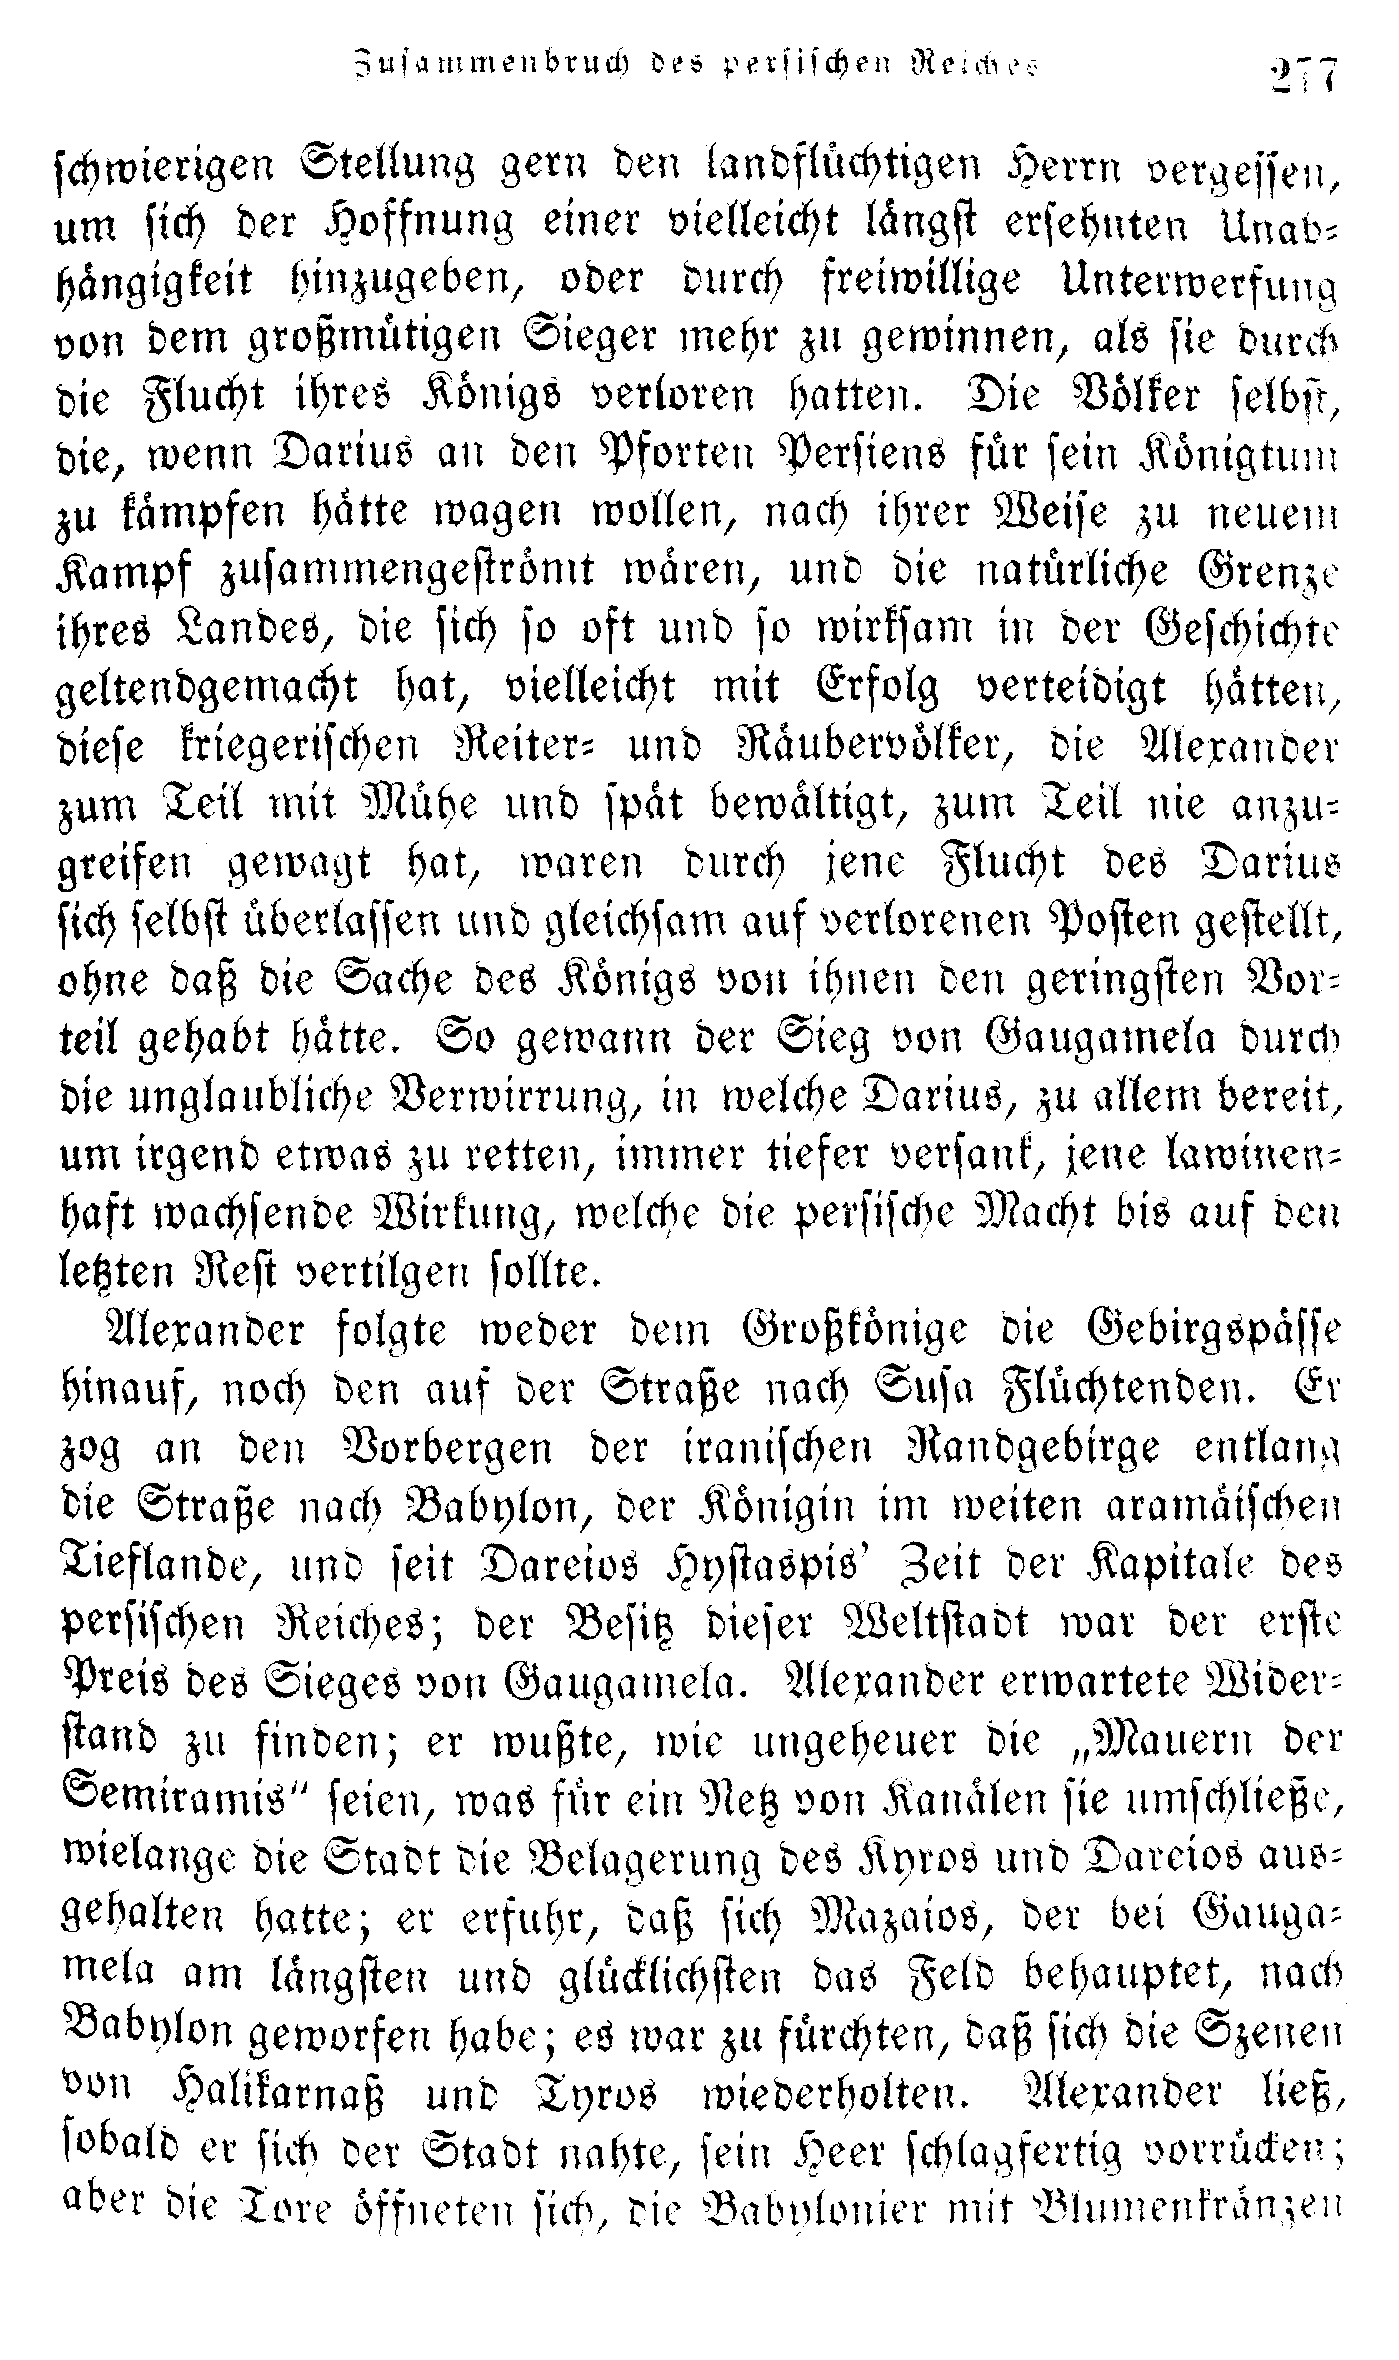 Zusammenbruch des persischen Reiches 277
schwierigen Stellung gern den landflüchtigen Herrn vergessen,
um sich der Hoffnung einer vielleicht längst ersehnten Unab-
hängigkeit hinzugeben, oder durch freiwillige Unterwerfung
von dem großmütigen Sieger mehr zu gewinnen, als sie durch
die Flucht ihres Königs verloren hatten. Die Völker selbst,
die, wenn Darius an den Pforten Persiens für sein Königtum
zu kämpfen hätte wagen wollen, nach ihrer Weise zu neuem
Kampf zusammengeströmt wären, und die natürliche Grenze
ihres Landes, die sich so oft und so wirksam in der Geschichte
geltendgemacht hat, vielleicht mit Erfolg verteidigt hätten,
diese kriegerischen Reiter- und Räubervölker, die Alexander
zum Teil mit Mühe und spät bewältigt, zum Teil nie anzu-
greifen gewagt hat, waren durch jene Flucht des Darius
sich selbst überlassen und gleichsam auf verlorenen Posten gestellt,
ohne daß die Sache des Königs von ihnen den geringsten Vor-
teil gehabt hätte. So gewann der Sieg von Gaugamela durch
die unglaubliche Verwirrung, in welche Darius, zu allem bereit,
um irgend etwas zu retten, immer tiefer versank, jene lawinen-
haft wachsende Wirkung, welche die persische Macht bis auf den
letzten Rest vertilgen sollte.
Alexander folgte weder dem Großkönige die Gebirgspässe
hinauf, noch den auf der Straße nach Susa Flüchtenden. Er
zog an den Vorbergen der iranischen Randgebirge entlang
die Straße nach Babylon, der Königin im weiten aramäischen
Tieflande, und seit Dareios Hystaspis' Zeit der Kapitale des
persischen Reiches; der Besitz dieser Weltstadt war der erste
Preis des Sieges von Gaugamela. Alexander erwartete Wider-
stand zu finden; er wußte, wie ungeheuer die „Mauern der
Semiramis“ seien, was für ein Netz von Kanälen sie umschließe,
wielange die Stadt die Belagerung des Kyros und Dareios aus-
gehalten hatte; er erfuhr, daß sich Mazaios, der bei Gauga-
mela am längsten und glücklichsten das Feld behauptet, nach
Babylon geworfen habe; es war zu fürchten, daß sich die Szenen
von Halikarnaß und Tyros wiederholten. Alexander ließ,
sobald er sich der Stadt nahte, sein Heer schlagfertig vorrücken;
aber die Tore öffneten sich, die Babylonier mit Blumenkränzen